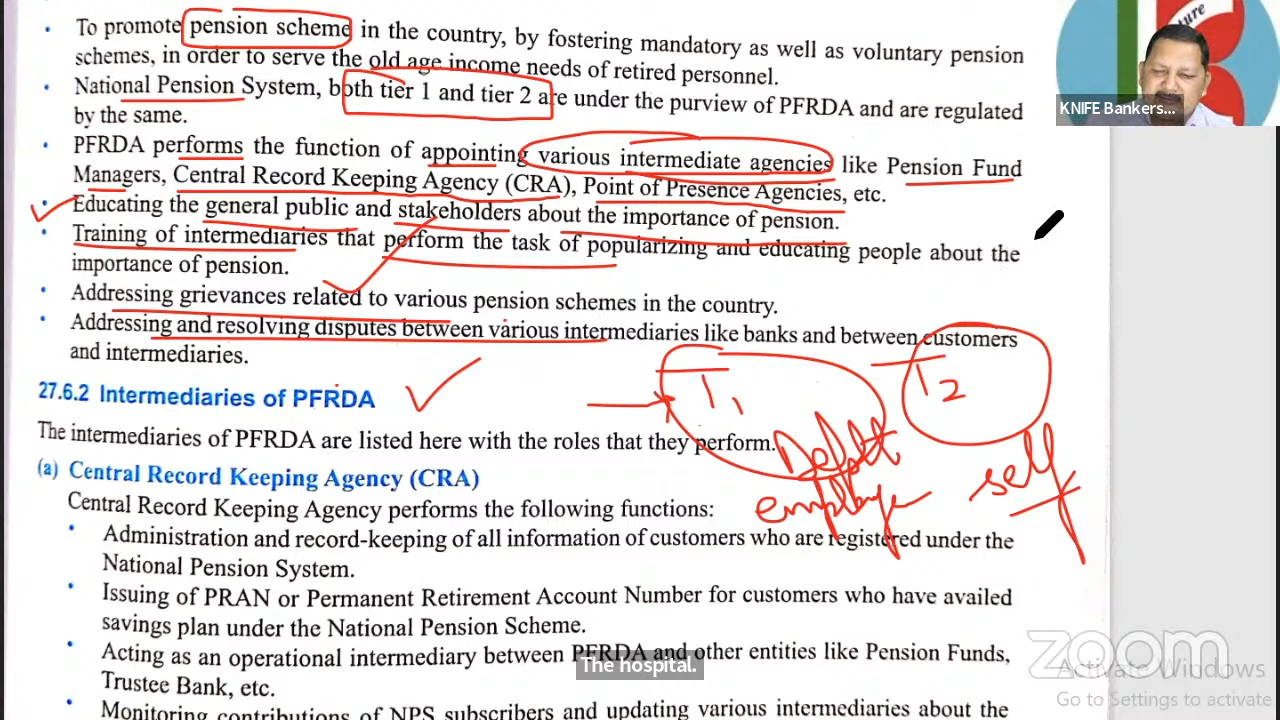 To promote pension scheme in the country, by fostering mandatory as well as voluntary pension
schemes, in order to serve the old age income needs of retired personnel.
National Pension System, both tier 1 and tier 2 are under the purview of PFRDA and are regulated
by the same.
PFRDA performs the function of appointing various intermediate agencies like Pension Fund
Managers, Central Record Keeping Agency (CRA), Point of Presence Agencies, etc.
Educating the general public and stakeholders about the importance of pension.
Training of intermediaries that perform the task of popularizing and educating people about the
importance of pension.
Addressing grievances related to various pension schemes in the country.
Addressing and resolving disputes between various intermediaries like banks and between customers
and intermediaries.
27.6.2 Intermediaries of PFRDA
The intermediaries of PFRDA are listed here with the roles that they perform.
(a) Central Record Keeping Agency (CRA)
Central Record Keeping Agency performs the following functions:
Administration and record-keeping of all information of customers who are registered under the
National Pension System.
Issuing of PRAN or Permanent Retirement Account Number for customers who have availed
savings plan under the National Pension Scheme.
Acting as an operational intermediary between PFRDA and other entities like Pension Funds,
Trustee Bank, etc.
Monitoring contributions of NPS subscribers and updating various intermediaries about the
T1
T2
self
KNIFE Bankers...
The hospital.
zoom
Activate Windows
Go to Settings to activate